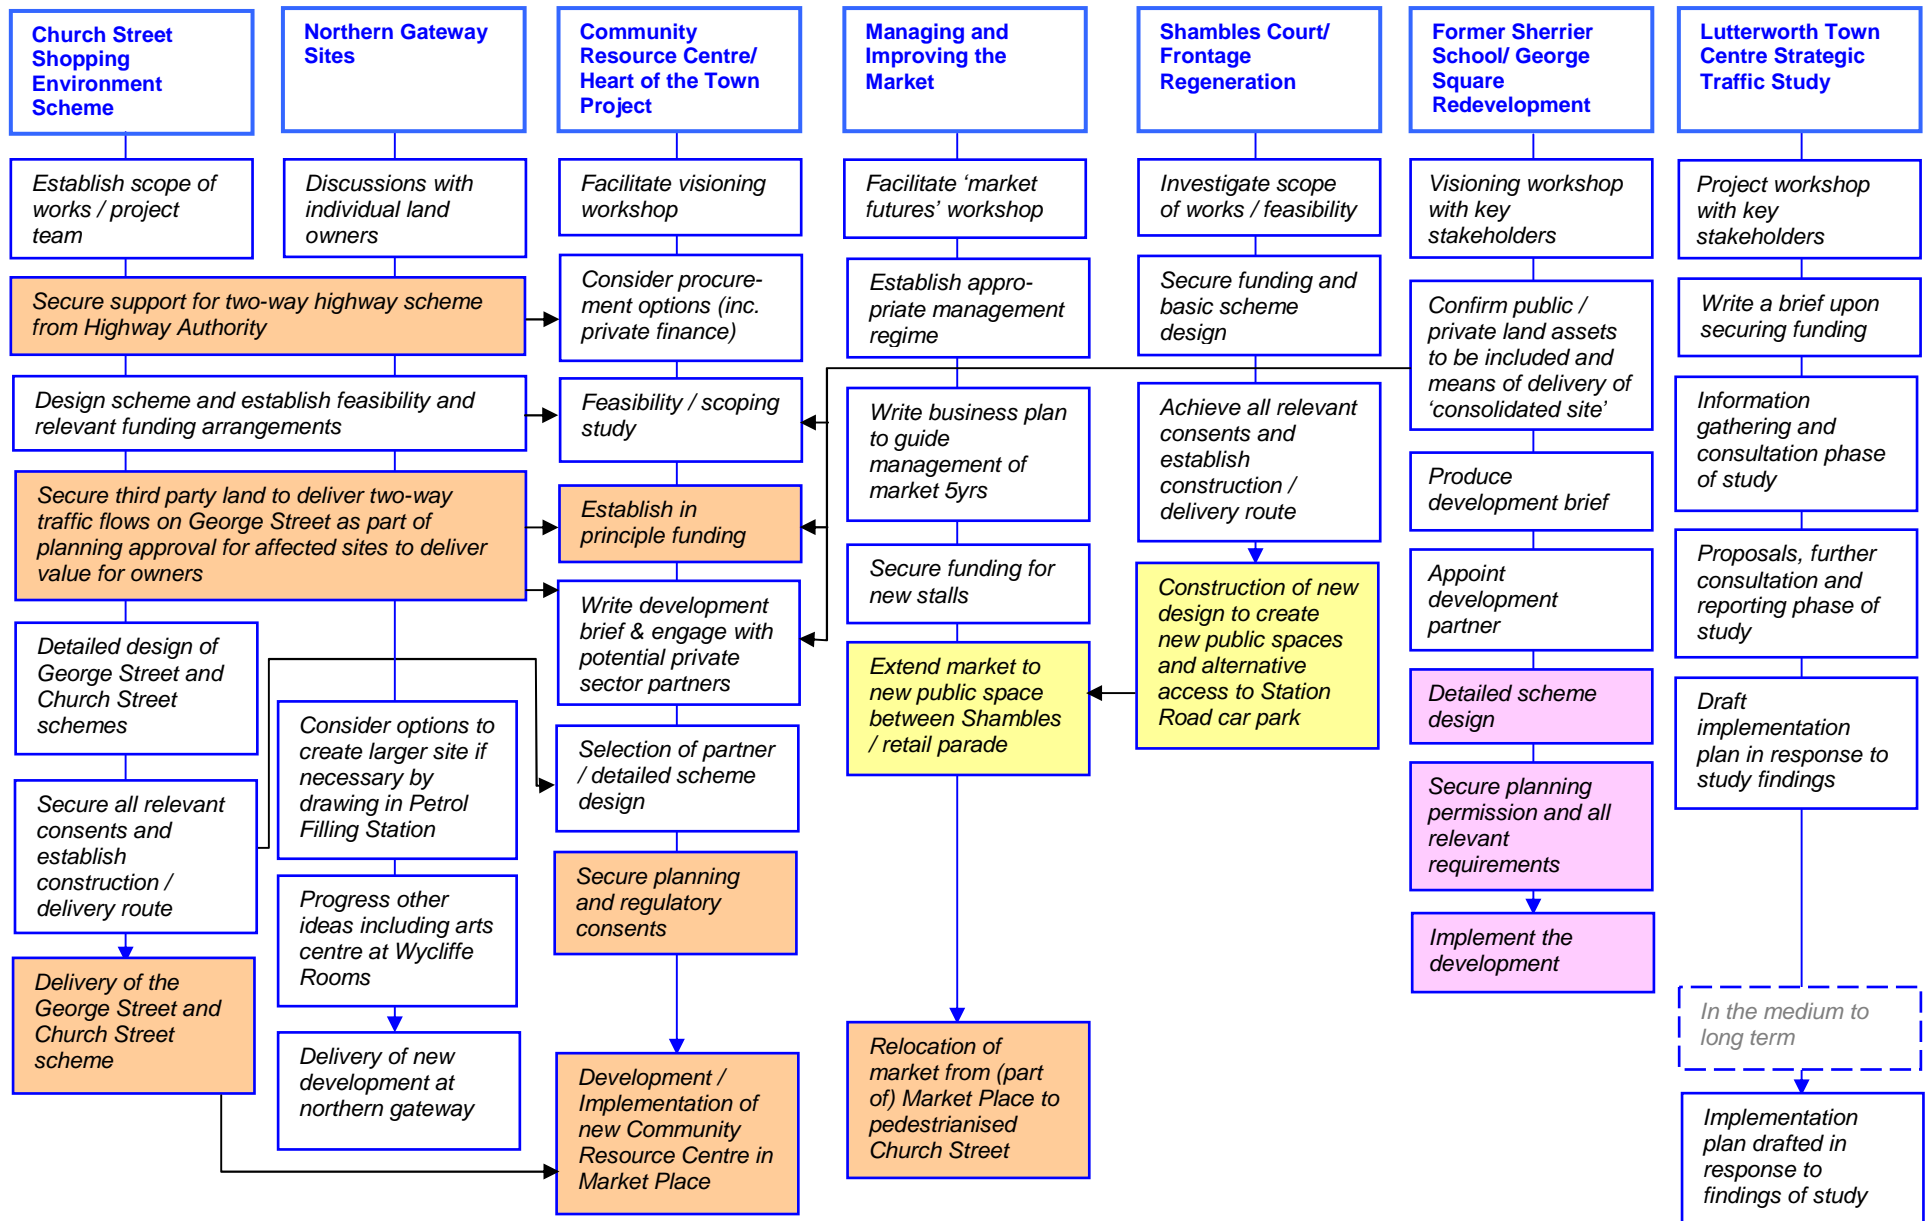 Church Street
Shopping
Environment
Scheme
Northern Gateway
Sites
Community
Resource Centre/
Heart of the Town
Project
Managing and
Improving the
Market
Shambles Court/
Frontage
Regeneration
Former Sherrier
School/ George
Square
Redevelopment
Lutterworth Town
Centre Strategic
Traffic Study
Establish scope of
works / project
team
Discussions with
individual land
owners
Secure support for two-way highway scheme
from Highway Authority
Design scheme and establish feasibility and
relevant funding arrangements
Secure third party land to deliver two-way
traffic flows on George Street as part of
planning approval for affected sites to deliver
value for owners
Detailed design of
George Street and
Church Street
schemes
Secure all relevant
consents and
establish
construction /
delivery route
Delivery of the
George Street and
Church Street
scheme
Consider options to
create larger site if
necessary by
drawing in Petrol
Filling Station
Progress other
ideas including arts
centre at Wycliffe
Rooms
Delivery of new
development at
northern gateway
Facilitate visioning
workshop
Consider procure-
ment options (inc.
private finance)
Feasibility / scoping
study
Establish in
principle funding
Write development
brief & engage with
potential private
sector partners
Selection of partner
/ detailed scheme
design
Secure planning
and regulatory
consents
Development /
Implementation of
new Community
Resource Centre in
Market Place
Facilitate ‘market
futures’ workshop
Establish appro-
priate management
regime
Write business plan
to guide
management of
market 5yrs
Secure funding for
new stalls
Extend market to
new public space
between Shambles
/ retail parade
Relocation of
market from (part
of) Market Place to
pedestrianised
Church Street
Investigate scope
of works / feasibility
Secure funding and
basic scheme
design
Achieve all relevant
consents and
establish
construction /
delivery route
Construction of new
design to create
new public spaces
and alternative
access to Station
Road car park
Visioning workshop
with key
stakeholders
Confirm public /
private land assets
to be included and
means of delivery of
‘consolidated site’
Produce
development brief
Appoint
development
partner
Detailed scheme
design
Secure planning
permission and all
relevant
requirements
Implement the
development
Project workshop
with key
stakeholders
Write a brief upon
securing funding
Information
gathering and
consultation phase
of study
Proposals, further
consultation and
reporting phase of
study
Draft
implementation
plan in response to
study findings
In the medium to
long term
Implementation
plan drafted in
response to
findings of study